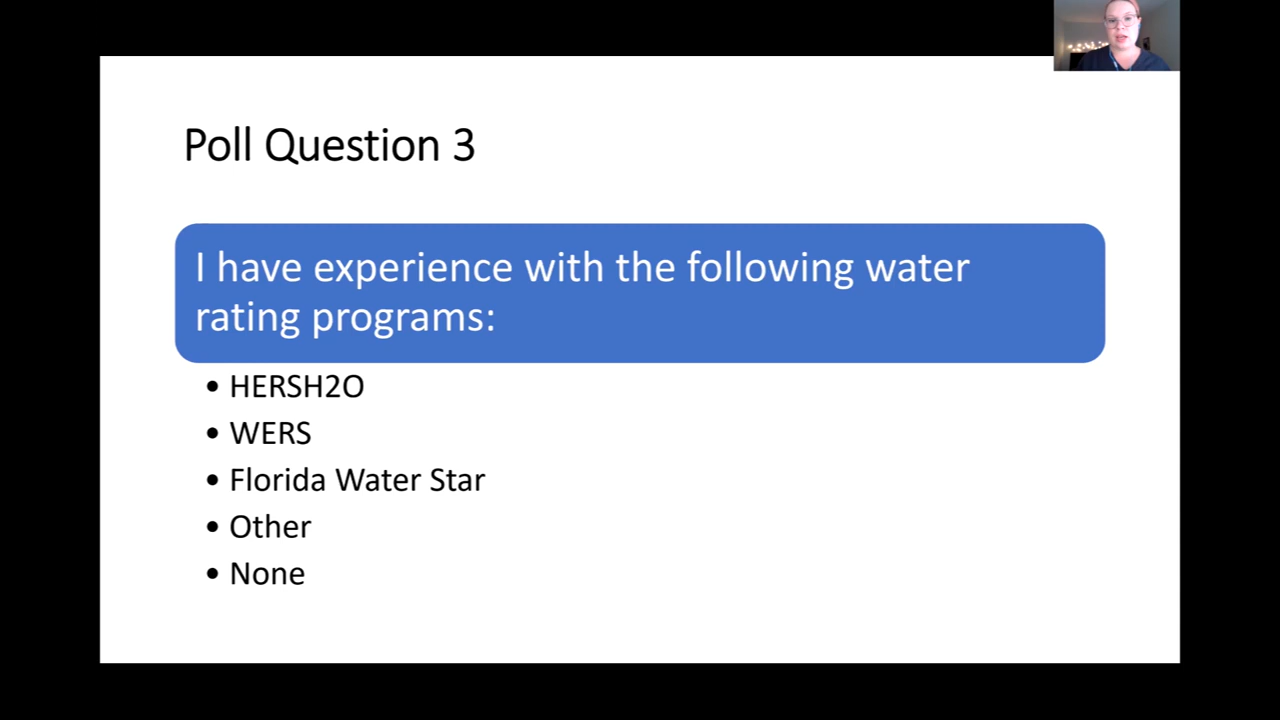 Poll Question 3
I have experience with the following water
rating programs:
• HERSH2O
• WERS
• Florida Water Star
• Other
• None